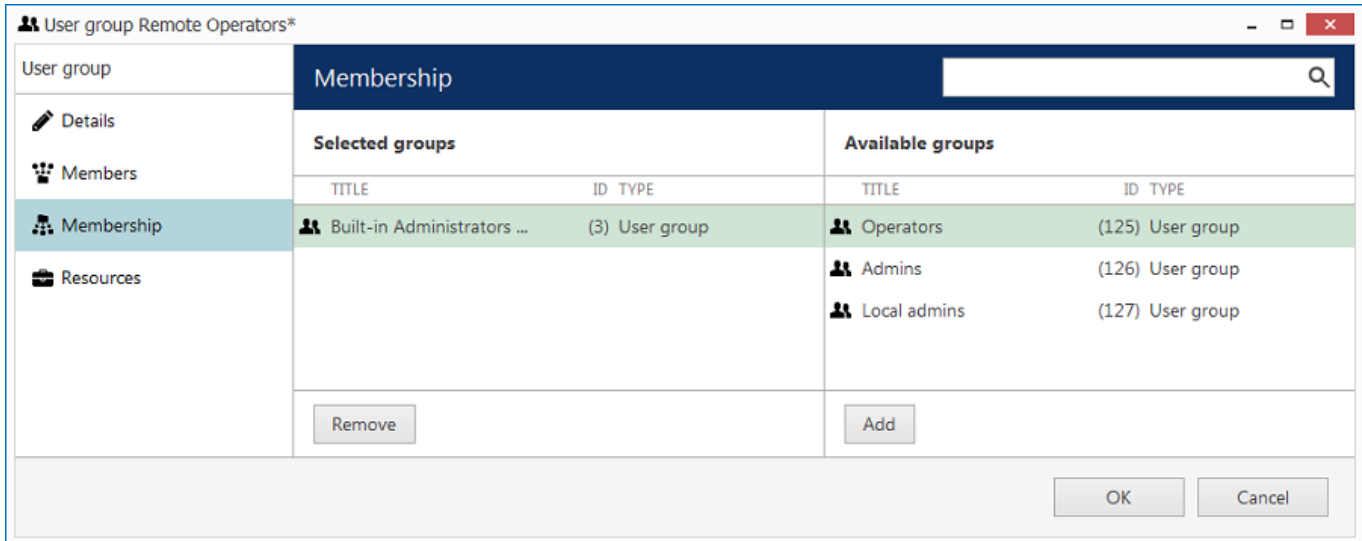 User group Remote Operators*
User group
Details
Members
Membership
Resources
Membership
Selected groups
TITLE ID TYPE
Built-in Administrators ... (3) User group
Remove
Available groups
TITLE ID TYPE
Operators (125) User group
Admins (126) User group
Local admins (127) User group
Add
OK Cancel